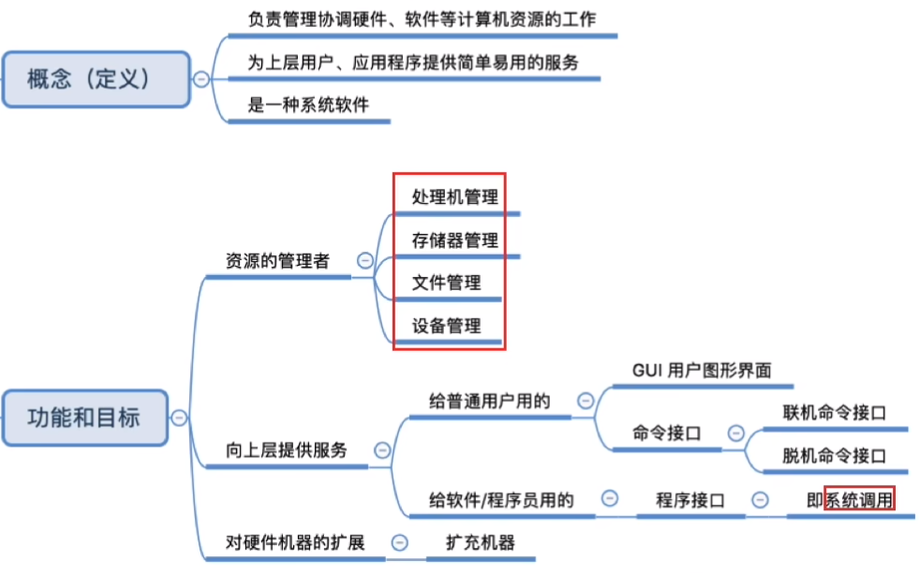 负责管理协调硬件、软件等计算机资源的工作
概念（定义）
为上层用户、应用程序提供简单易用的服务
是一种系统软件
处理机管理
存储器管理
资源的管理者
文件管理
设备管理
GUI 用户图形界面
给普通用户用的
联机命令接口
功能和目标
命令接口
向上层提供服务
脱机命令接口
给软件/程序员用的
程序接口
即系统调用
对硬件机器的扩展
扩充机器